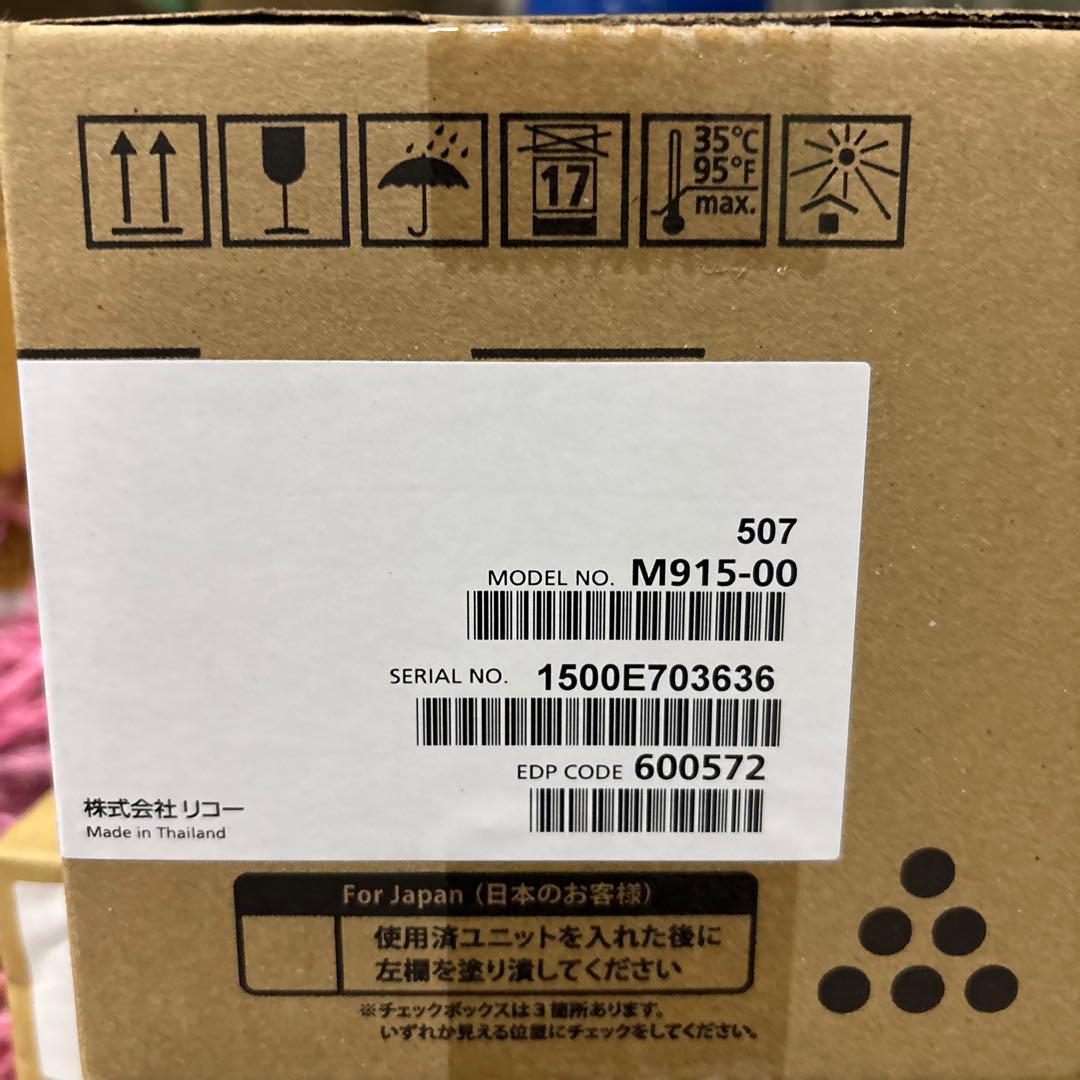 17
35°C
95°F
max.
507
MODEL NO. M915-00
SERIAL NO. 1500E703636
EDP CODE 600572
株式会社リコー
Made in Thailand
For Japan（日本のお客様）
使用済ユニットを入れた後に
左欄を塗り潰してください
※チェックボックスは3箇所あります。
いずれか見える位置にチェックをしてください。